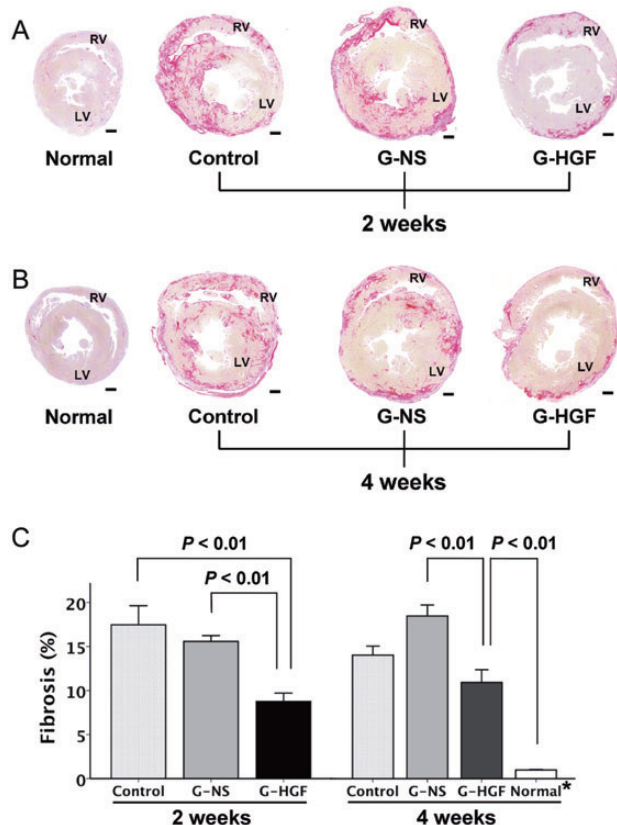 A
RV
LV
RV
LV
RV
LV
RV
LV
Normal
Control
G-NS
G-HGF
2 weeks
B
RV
LV
RV
LV
RV
LV
RV
LV
Normal
Control
G-NS
G-HGF
4 weeks
C
P < 0.01
P < 0.01
P < 0.01
P < 0.01
Fibrosis (%)
20
15
10
5
0
Control G-NS G-HGF Control G-NS G-HGF Normal*
2 weeks 4 weeks